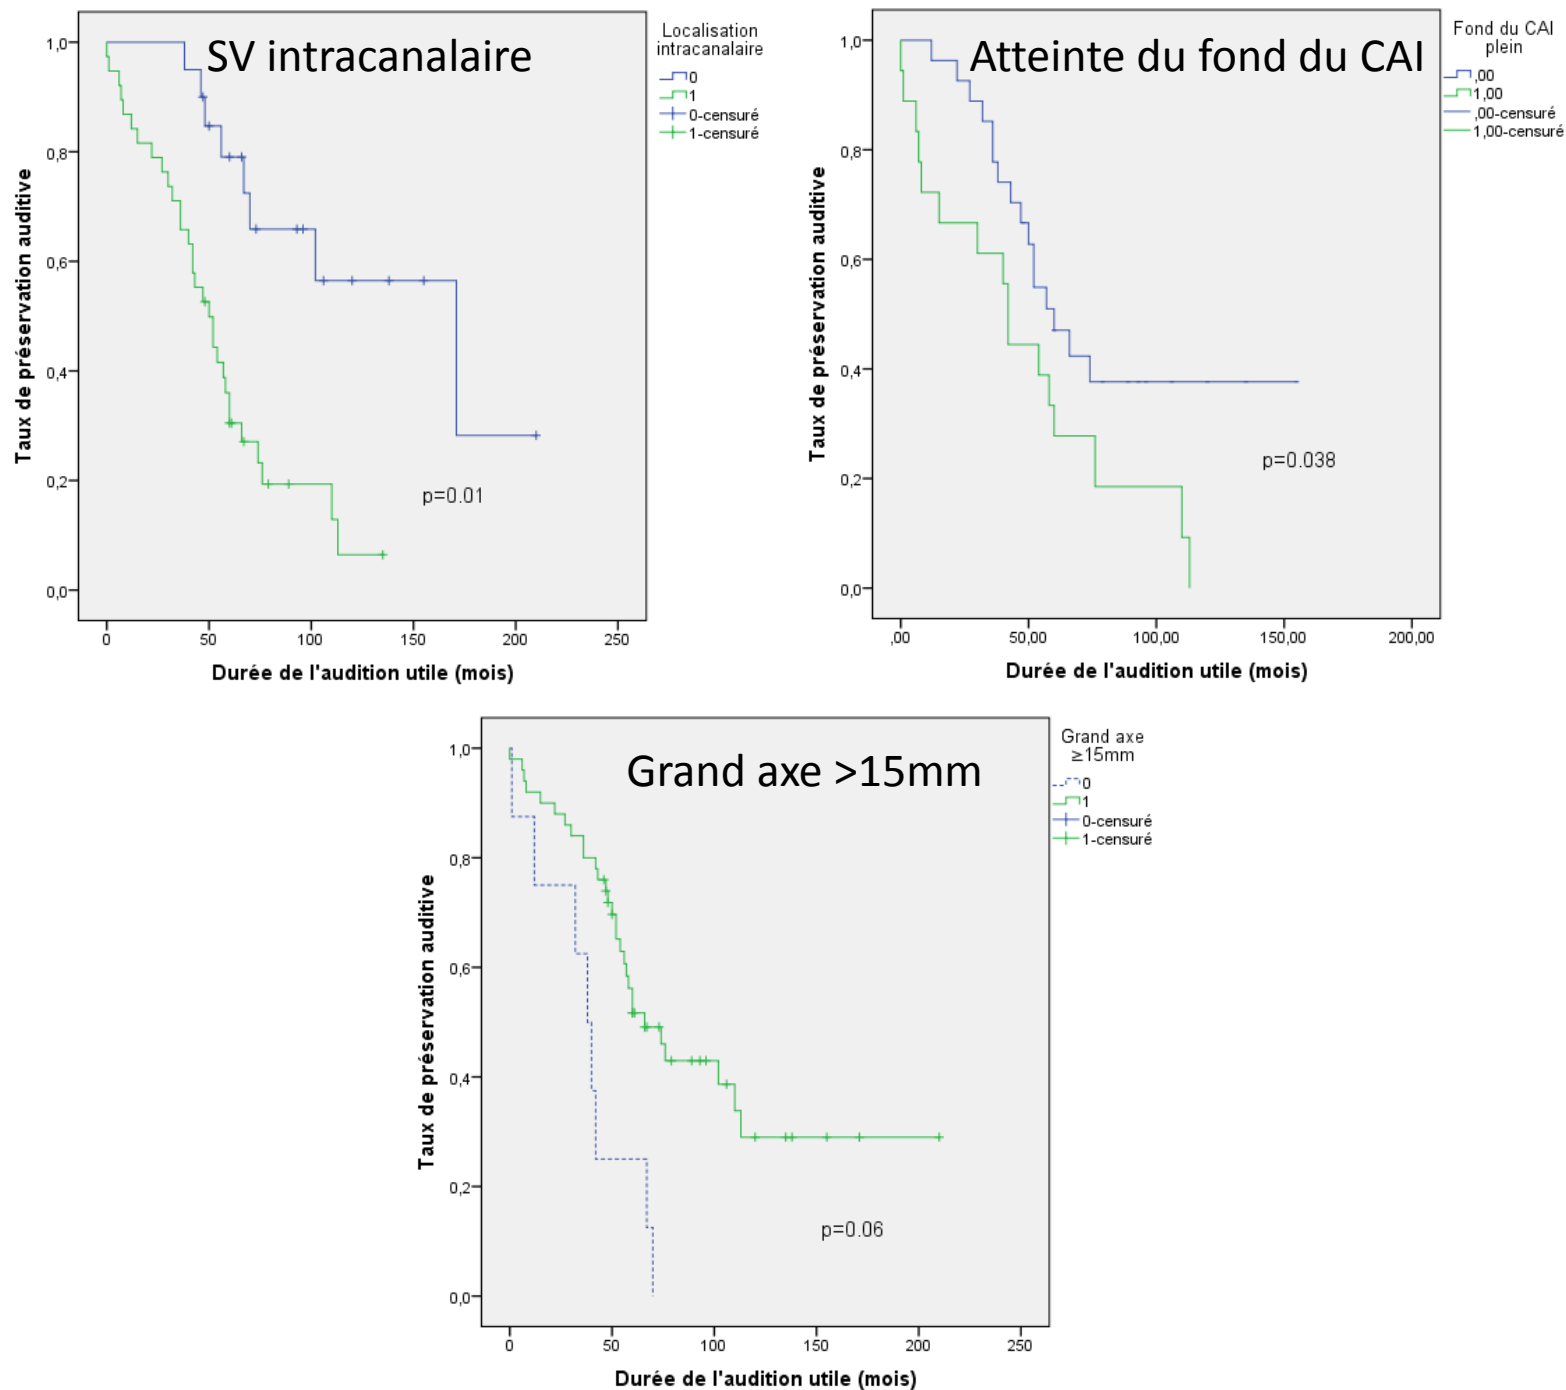 SV intracanalaire
Localisation
intracanalaire
0
1
0-censuré
1-censuré
1,0
0,8
0,6
0,4
0,2
0,0
Taux de préservation auditive
p=0.01
0 50 100 150 200 250
Durée de l'audition utile (mois)
Atteinte du fond du CAI
Fond du CAI
plein
,00
1,00
,00-censuré
1,00-censuré
1,0
0,8
0,6
0,4
0,2
0,0
Taux de préservation auditive
p=0.038
,00 50,00 100,00 150,00 200,00
Durée de l'audition utile (mois)
Grand axe >15mm
Grand axe
≥15mm
0
1
0-censuré
1-censuré
1,0
0,8
0,6
0,4
0,2
0,0
Taux de préservation auditive
p=0.06
0 50 100 150 200 250
Durée de l'audition utile (mois)